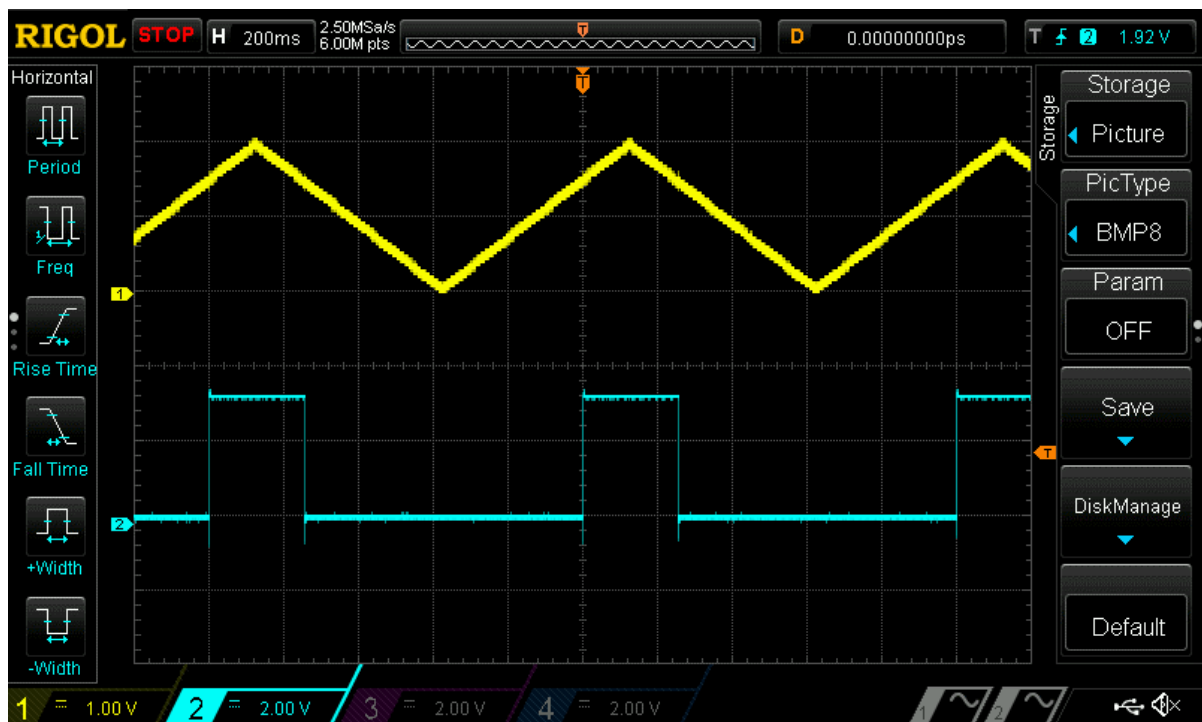 RIGOL STOP H 200ms 2.50MSa/s
6.00M pts
T
D 0.00000000ps
T 2 1.92 V
Horizontal
Period
Freq
Rise Time
Fall Time
+Width
-Width
T
1
2
T
Storage
Storage
Picture
PicType
BMP8
Param
OFF
Save
DiskManage
Default
1 = 1.00 V
2 = 2.00 V
3 = 2.00 V
4 = 2.00 V
1
2